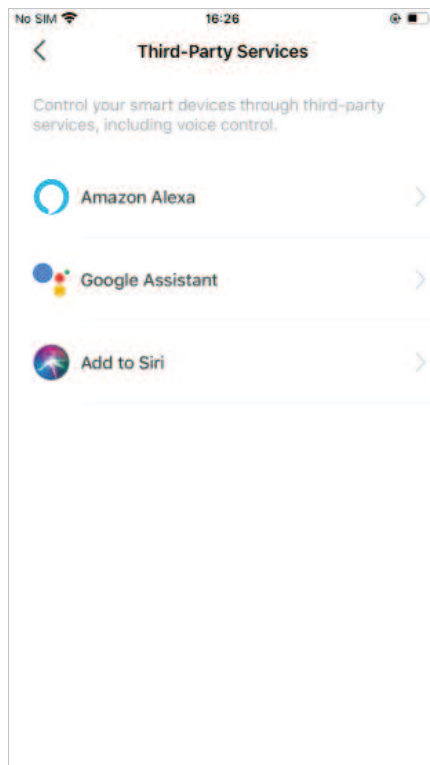 No SIM 16:26
Third-Party Services
Control your smart devices through third-party
services, including voice control.
Amazon Alexa
Google Assistant
Add to Siri